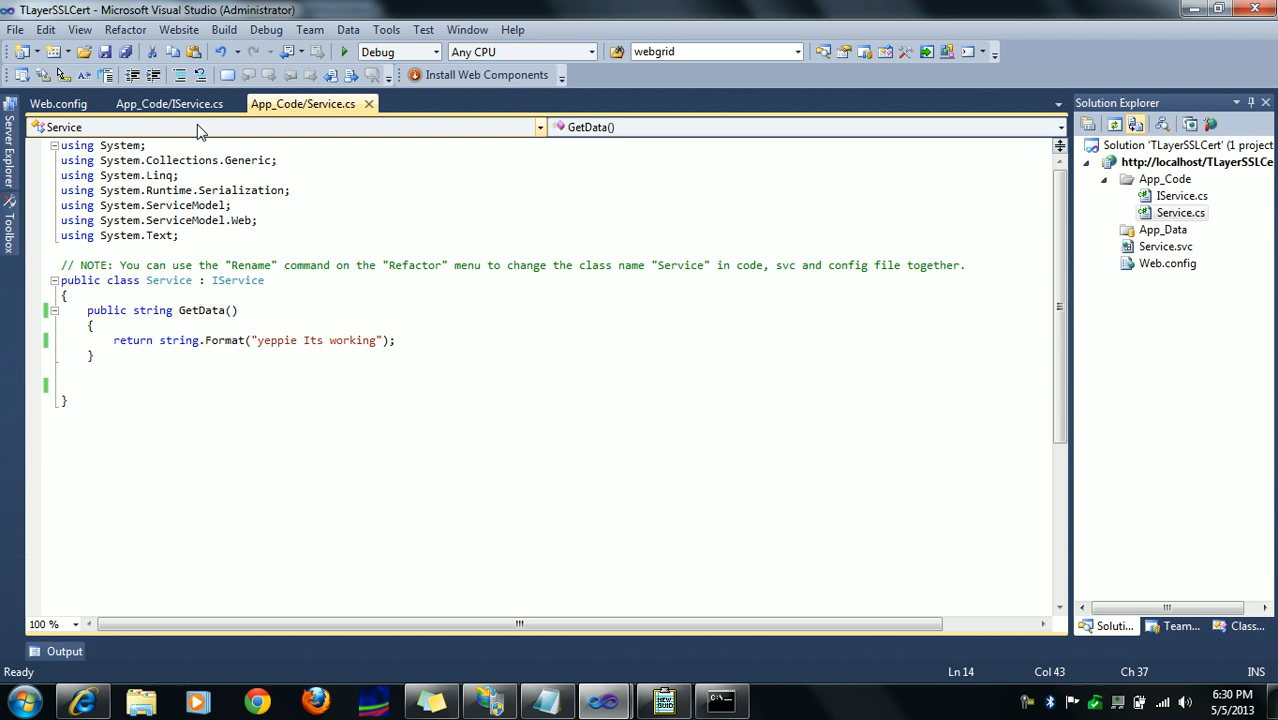 TLayerSSLCert - Microsoft Visual Studio (Administrator)
File Edit View Refactor Website Build Debug Team Data Tools Test Window Help
Debug Any CPU webgrid
Install Web Components
Web.config App_Code/IService.cs App_Code/Service.cs
Service GetData()
Server Explorer
Toolbox
using System;
using System.Collections.Generic;
using System.Linq;
using System.Runtime.Serialization;
using System.ServiceModel;
using System.ServiceModel.Web;
using System.Text;
// NOTE: You can use the "Rename" command on the "Refactor" menu to change the class name "Service" in code, svc and config file together.
public class Service : IService
{
public string GetData()
{
return string.Format("yeppie Its working");
}
}
100 %
Solution Explorer
Solution 'TLayerSSLCert' (1 project
http://localhost/TLayerSSLCe
App_Code
IService.cs
Service.cs
App_Data
Service.svc
Web.config
Soluti... Team... Class...
Output
Ready Ln 14 Col 43 Ch 37 INS
6:30 PM
5/5/2013